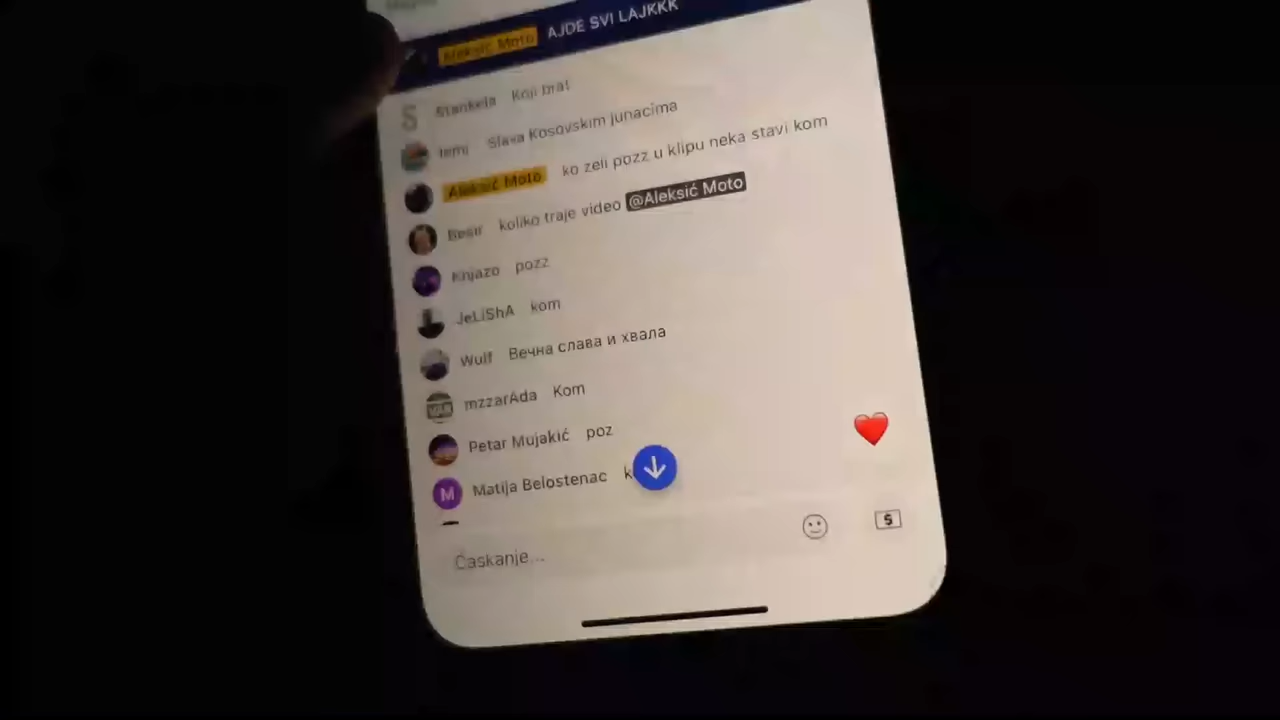 Aleksić Moto AJDE SVI LAJKKK
S Stankela Koji brat
Slava Kosovskim junacima
Aleksić Moto ko zeli pozz u klipu neka stavi kom
Besir koliko traje video @Aleksić Moto
Knjazo pozz
JeLiShA kom
Wulf Вечна слава и хвала
mzzarAda Kom
Petar Mujakić poz
M Matija Belostenac
Ćaskanje...
$